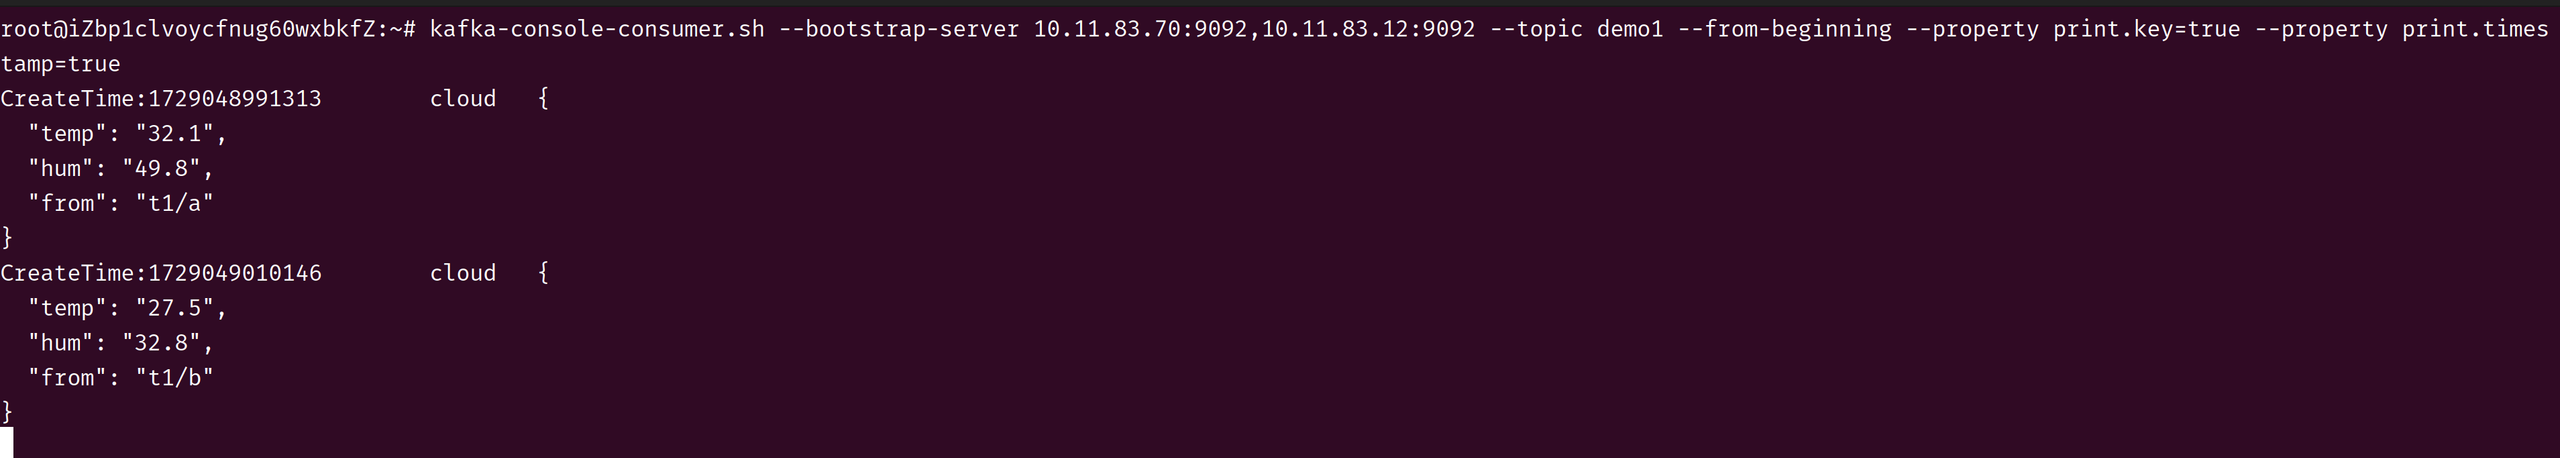 root@iZbp1clvoycfnug60wxbkfZ:~# kafka-console-consumer.sh --bootstrap-server 10.11.83.70:9092,10.11.83.12:9092 --topic demo1 --from-beginning --property print.key=true --property print.times
tamp=true
CreateTime:1729048991313        cloud   {
  "temp": "32.1",
  "hum": "49.8",
  "from": "t1/a"
}
CreateTime:1729049010146        cloud   {
  "temp": "27.5",
  "hum": "32.8",
  "from": "t1/b"
}